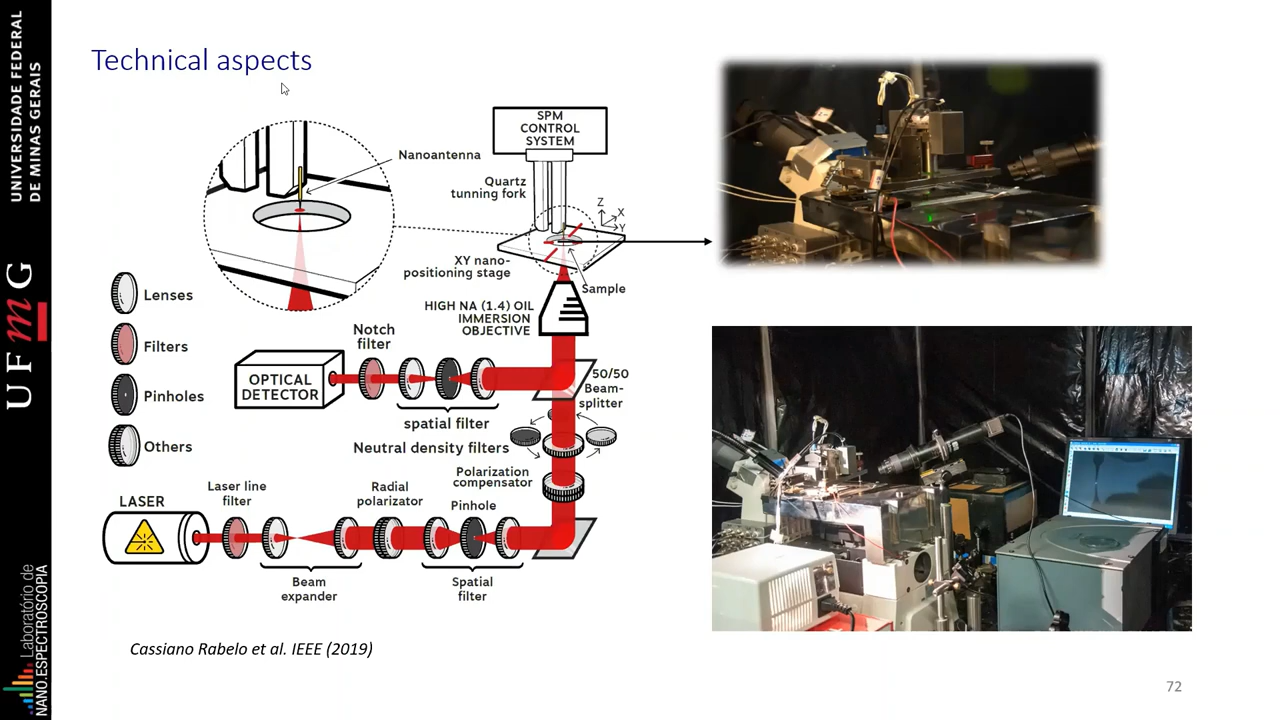 UNIVERSIDADE FEDERAL
DE MINAS GERAIS
UFmG
Laboratório de
NANO.ESPECTROSCOPIA
Technical aspects
SPM
CONTROL
SYSTEM
Nanoantenna
Quartz
tunning fork
Z
X
Y
XY nano-
positioning stage
Sample
HIGH NA (1.4) OIL
IMMERSION
OBJECTIVE
Lenses
Filters
Pinholes
Others
Notch
filter
OPTICAL
DETECTOR
spatial filter
50/50
Beam-
splitter
Neutral density filters
Polarization
compensator
LASER
Laser line
filter
Radial
polarizator
Pinhole
Beam
expander
Spatial
filter
Cassiano Rabelo et al. IEEE (2019)
72